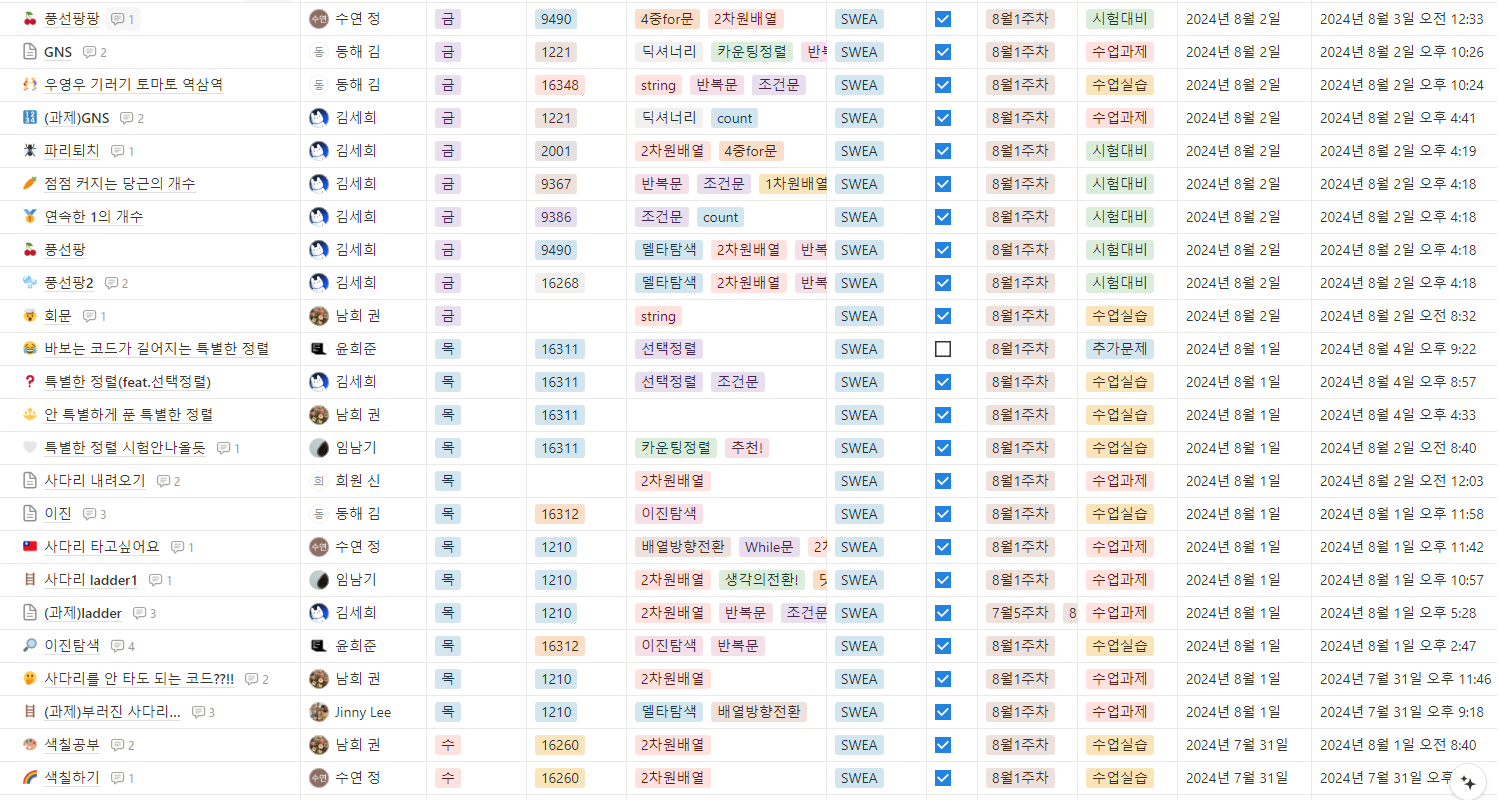 풍선팡팡 1 수연 수연 정 금 9490 4중for문 2차원배열 SWEA 8월1주차 시험대비 2024년 8월 2일 2024년 8월 3일 오전 12:33
GNS 2 동 동해 김 금 1221 딕셔너리 카운팅정렬 반복 SWEA 8월1주차 수업과제 2024년 8월 2일 2024년 8월 2일 오후 10:26
우영우 기러기 토마토 역삼역 동 동해 김 금 16348 string 반복문 조건문 SWEA 8월1주차 수업실습 2024년 8월 2일 2024년 8월 2일 오후 10:24
(과제)GNS 2 김세희 금 1221 딕셔너리 count SWEA 8월1주차 수업과제 2024년 8월 2일 2024년 8월 2일 오후 4:41
파리퇴치 1 김세희 금 2001 2차원배열 4중for문 SWEA 8월1주차 시험대비 2024년 8월 2일 2024년 8월 2일 오후 4:19
점점 커지는 당근의 개수 김세희 금 9367 반복문 조건문 1차원배열 SWEA 8월1주차 시험대비 2024년 8월 2일 2024년 8월 2일 오후 4:18
연속한 1의 개수 김세희 금 9386 조건문 count SWEA 8월1주차 시험대비 2024년 8월 2일 2024년 8월 2일 오후 4:18
풍선팡 김세희 금 9490 델타탐색 2차원배열 반복 SWEA 8월1주차 시험대비 2024년 8월 2일 2024년 8월 2일 오후 4:18
풍선팡2 2 김세희 금 16268 델타탐색 2차원배열 반복 SWEA 8월1주차 시험대비 2024년 8월 2일 2024년 8월 2일 오후 4:18
회문 1 남희 권 금 string SWEA 8월1주차 수업실습 2024년 8월 2일 2024년 8월 2일 오전 8:32
바보는 코드가 길어지는 특별한 정렬 윤희준 목 16311 선택정렬 SWEA 8월1주차 추가문제 2024년 8월 1일 2024년 8월 4일 오후 9:22
특별한 정렬(feat.선택정렬) 김세희 목 16311 선택정렬 조건문 SWEA 8월1주차 수업실습 2024년 8월 1일 2024년 8월 4일 오후 8:57
안 특별하게 푼 특별한 정렬 남희 권 목 16311 SWEA 8월1주차 수업실습 2024년 8월 1일 2024년 8월 4일 오후 4:33
특별한 정렬 시험안나올듯 1 임남기 목 16311 카운팅정렬 추천! SWEA 8월1주차 수업실습 2024년 8월 1일 2024년 8월 2일 오전 8:40
사다리 내려오기 2 희 희원 신 목 2차원배열 SWEA 8월1주차 수업과제 2024년 8월 1일 2024년 8월 2일 오전 12:03
이진 3 동 동해 김 목 16312 이진탐색 SWEA 8월1주차 수업실습 2024년 8월 1일 2024년 8월 1일 오후 11:58
사다리 타고싶어요 1 수연 수연 정 목 1210 배열방향전환 While문 2차 SWEA 8월1주차 수업과제 2024년 8월 1일 2024년 8월 1일 오후 11:42
사다리 ladder1 1 임남기 목 1210 2차원배열 생각의전환! SWEA 8월1주차 수업과제 2024년 8월 1일 2024년 8월 1일 오후 10:57
(과제)ladder 3 김세희 목 1210 2차원배열 반복문 조건문 SWEA 7월5주차 8 수업과제 2024년 8월 1일 2024년 8월 1일 오후 5:28
이진탐색 4 윤희준 목 16312 이진탐색 반복문 SWEA 8월1주차 수업실습 2024년 8월 1일 2024년 8월 1일 오후 2:47
사다리를 안 타도 되는 코드??!! 2 남희 권 목 1210 2차원배열 SWEA 8월1주차 수업과제 2024년 8월 1일 2024년 7월 31일 오후 11:46
(과제)부러진 사다리... 3 Jinny Lee 목 1210 델타탐색 배열방향전환 SWEA 8월1주차 수업과제 2024년 8월 1일 2024년 7월 31일 오후 9:18
색칠공부 2 남희 권 수 16260 2차원배열 SWEA 8월1주차 수업실습 2024년 7월 31일 2024년 8월 1일 오전 8:40
색칠하기 1 수연 수연 정 수 16260 2차원배열 SWEA 8월1주차 수업실습 2024년 7월 31일 2024년 7월 31일 오후